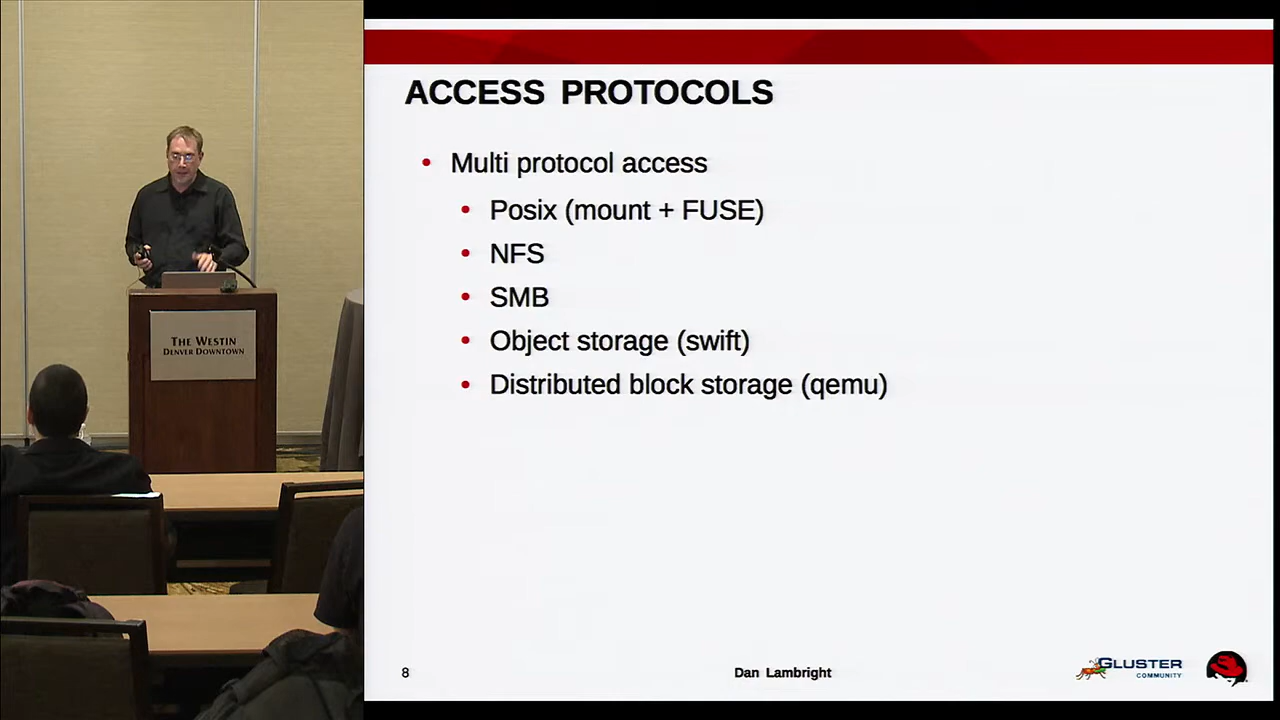 ACCESS PROTOCOLS
Multi protocol access
Posix (mount + FUSE)
NFS
SMB
Object storage (swift)
Distributed block storage (qemu)
THE WESTIN
DENVER DOWNTOWN
8
Dan Lambright
GLUSTER
COMMUNITY